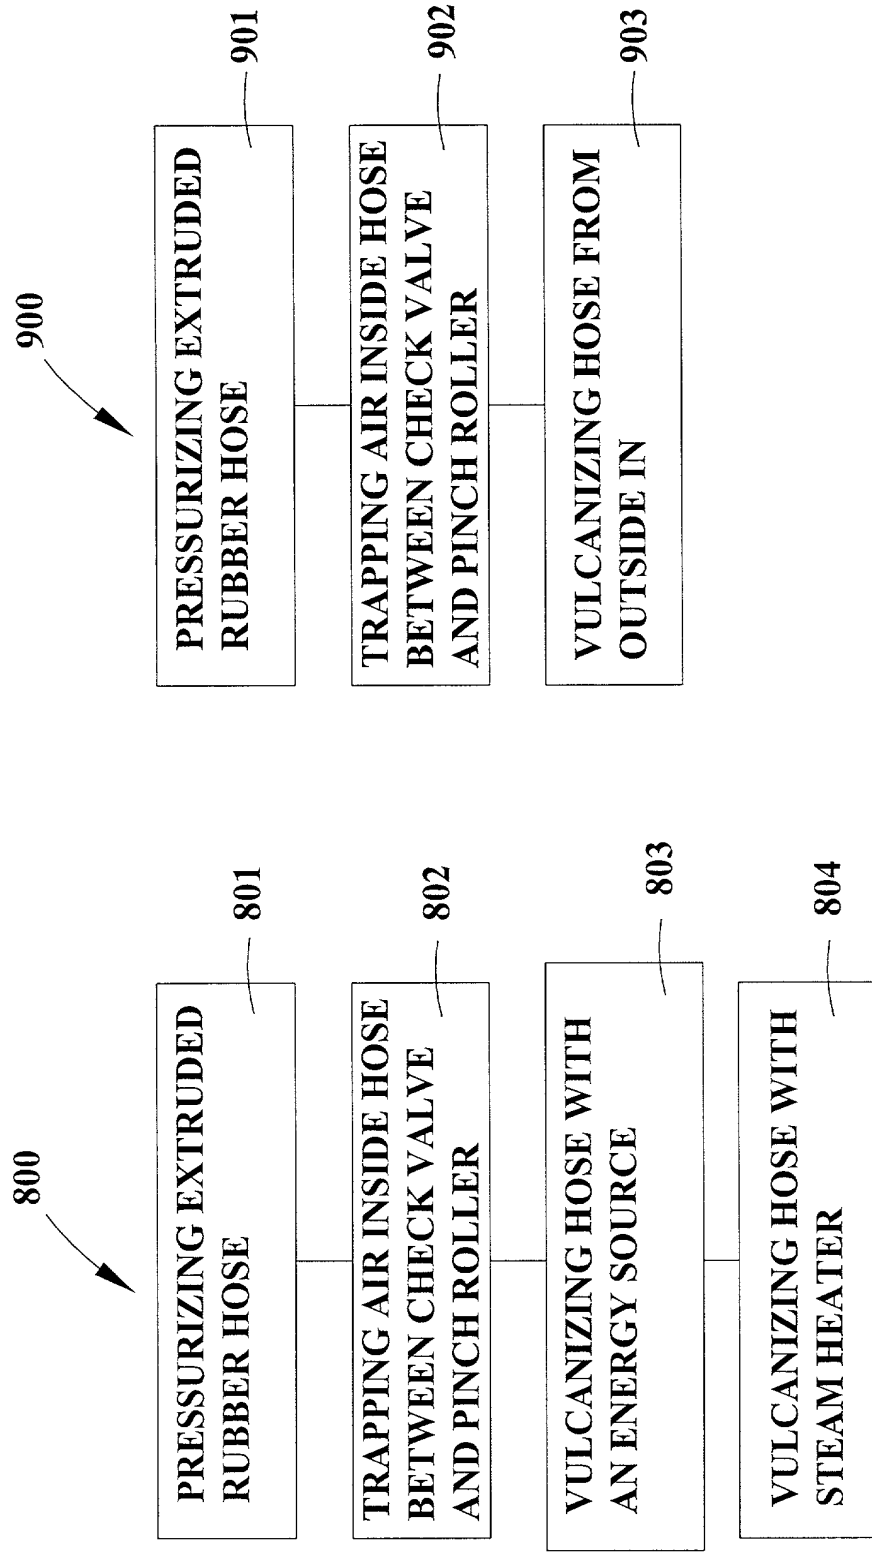 800
PRESSURIZING EXTRUDED
RUBBER HOSE
801
TRAPPING AIR INSIDE HOSE
BETWEEN CHECK VALVE
AND PINCH ROLLER
802
VULCANIZING HOSE WITH
AN ENERGY SOURCE
803
VULCANIZING HOSE WITH
STEAM HEATER
804
900
PRESSURIZING EXTRUDED
RUBBER HOSE
901
TRAPPING AIR INSIDE HOSE
BETWEEN CHECK VALVE
AND PINCH ROLLER
902
VULCANIZING HOSE FROM
OUTSIDE IN
903